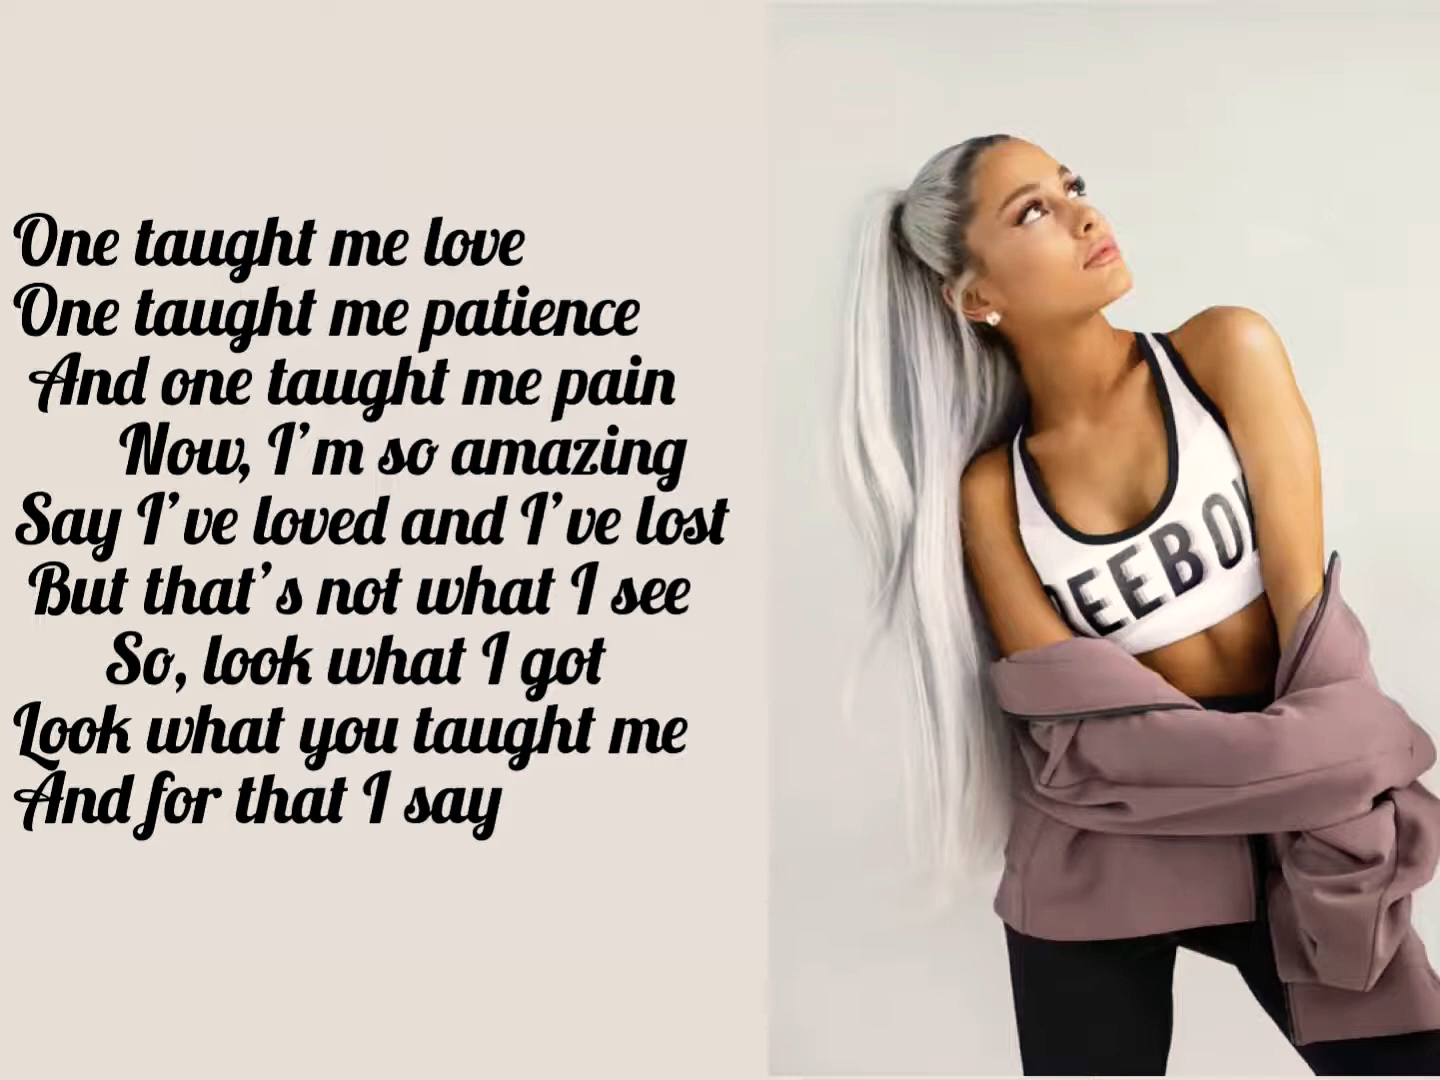 One taught me love
One taught me patience
And one taught me pain
Now, I'm so amazing
Say I've loved and I've lost
But that's not what I see
So, look what I got
Look what you taught me
And for that I say
REEBOK